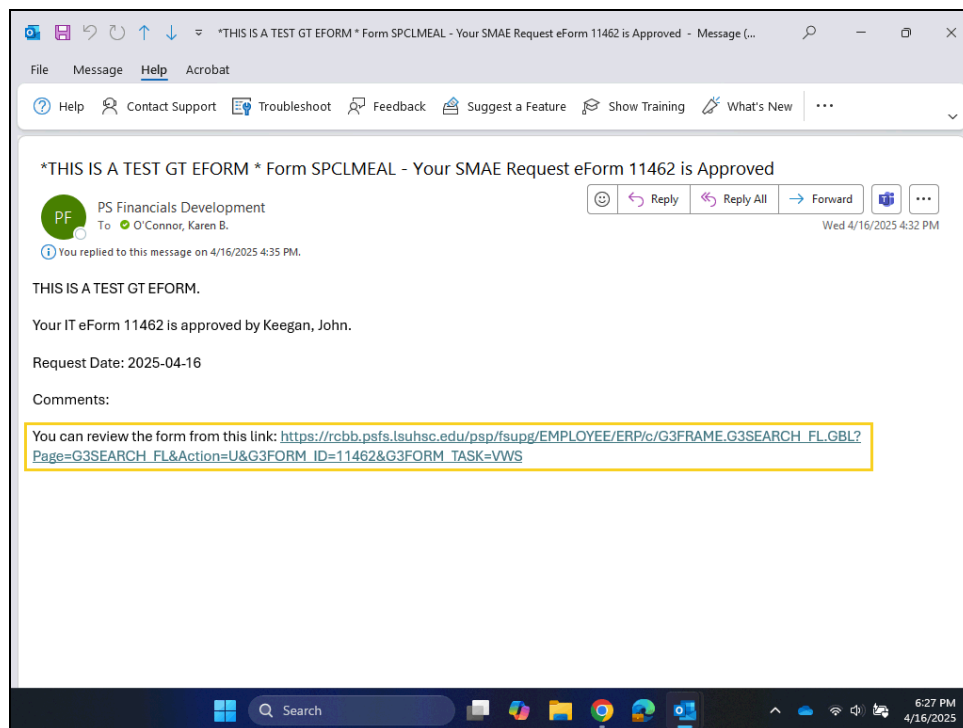 *THIS IS A TEST GT EFORM * Form SPCLMEAL - Your SMAE Request eForm 11462 is Approved - Message (...
File Message Help Acrobat
Help Contact Support Troubleshoot Feedback Suggest a Feature Show Training What's New ...
*THIS IS A TEST GT EFORM * Form SPCLMEAL - Your SMAE Request eForm 11462 is Approved
PF
PS Financials Development
To O'Connor, Karen B.
Reply Reply All Forward
Wed 4/16/2025 4:32 PM
You replied to this message on 4/16/2025 4:35 PM.
THIS IS A TEST GT EFORM.
Your IT eForm 11462 is approved by Keegan, John.
Request Date: 2025-04-16
Comments:
You can review the form from this link: https://rcbb.psfs.lsuhsc.edu/psp/fsupg/EMPLOYEE/ERP/c/G3FRAME.G3SEARCH_FL.GBL?
Page=G3SEARCH_FL&Action=U&G3FORM_ID=11462&G3FORM_TASK=VWS
Search
6:27 PM
4/16/2025